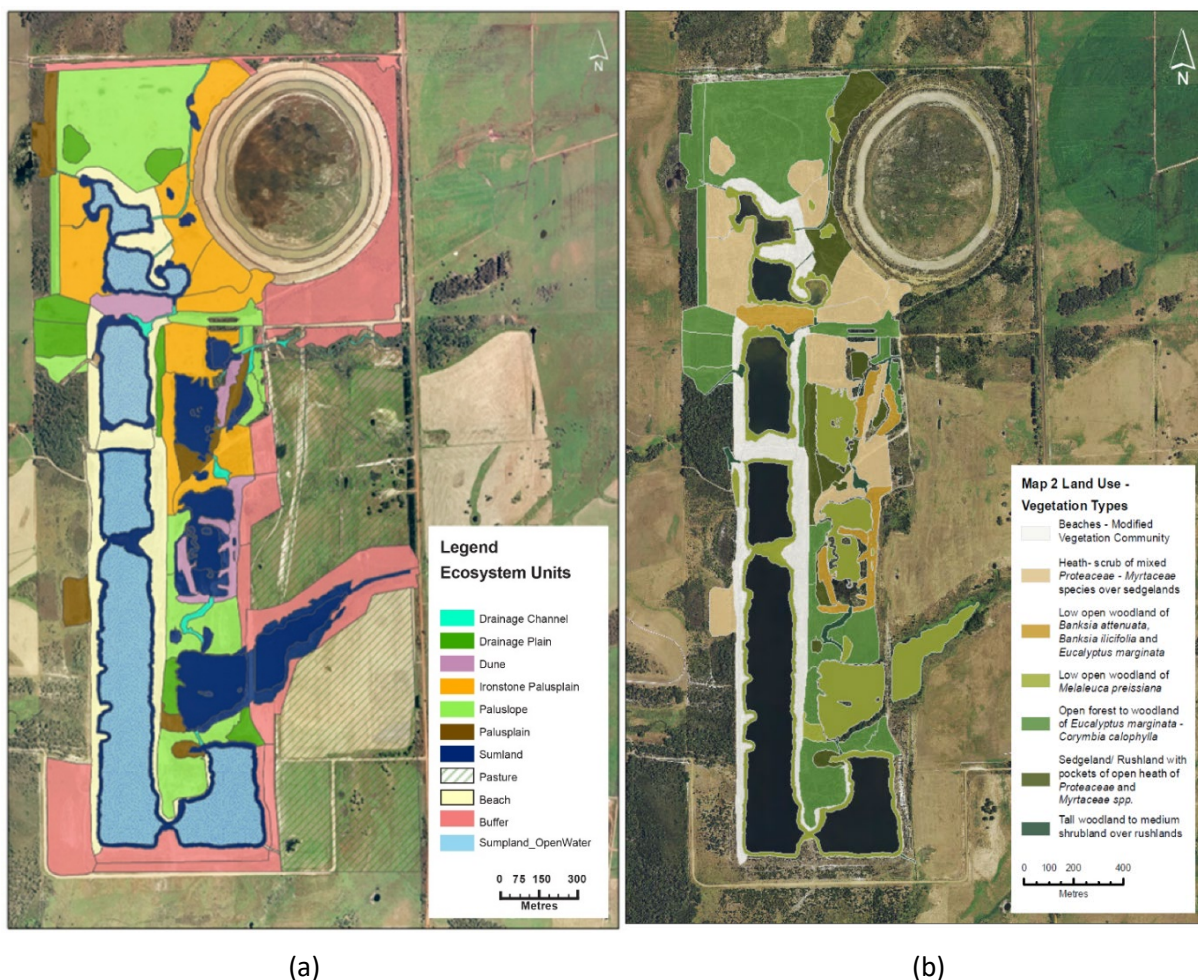 N
Legend
Ecosystem Units
Drainage Channel
Drainage Plain
Dune
Ironstone Palusplain
Paluslope
Palusplain
Sumland
Pasture
Beach
Buffer
Sumpland_OpenWater
0 75 150 300
Metres
(a)
N
Map 2 Land Use -
Vegetation Types
Beaches - Modified
Vegetation Community
Heath- scrub of mixed
Proteaceae - Myrtaceae
species over sedgelands
Low open woodland of
Banksia attenuata,
Banksia ilicifolia and
Eucalyptus marginata
Low open woodland of
Melaleuca preissiana
Open forest to woodland
of Eucalyptus marginata -
Corymbia calophylla
Sedgeland/ Rushland with
pockets of open heath of
Proteaceae and
Myrtaceae spp.
Tall woodland to medium
shrubland over rushlands
0 100 200 400
Metres
(b)